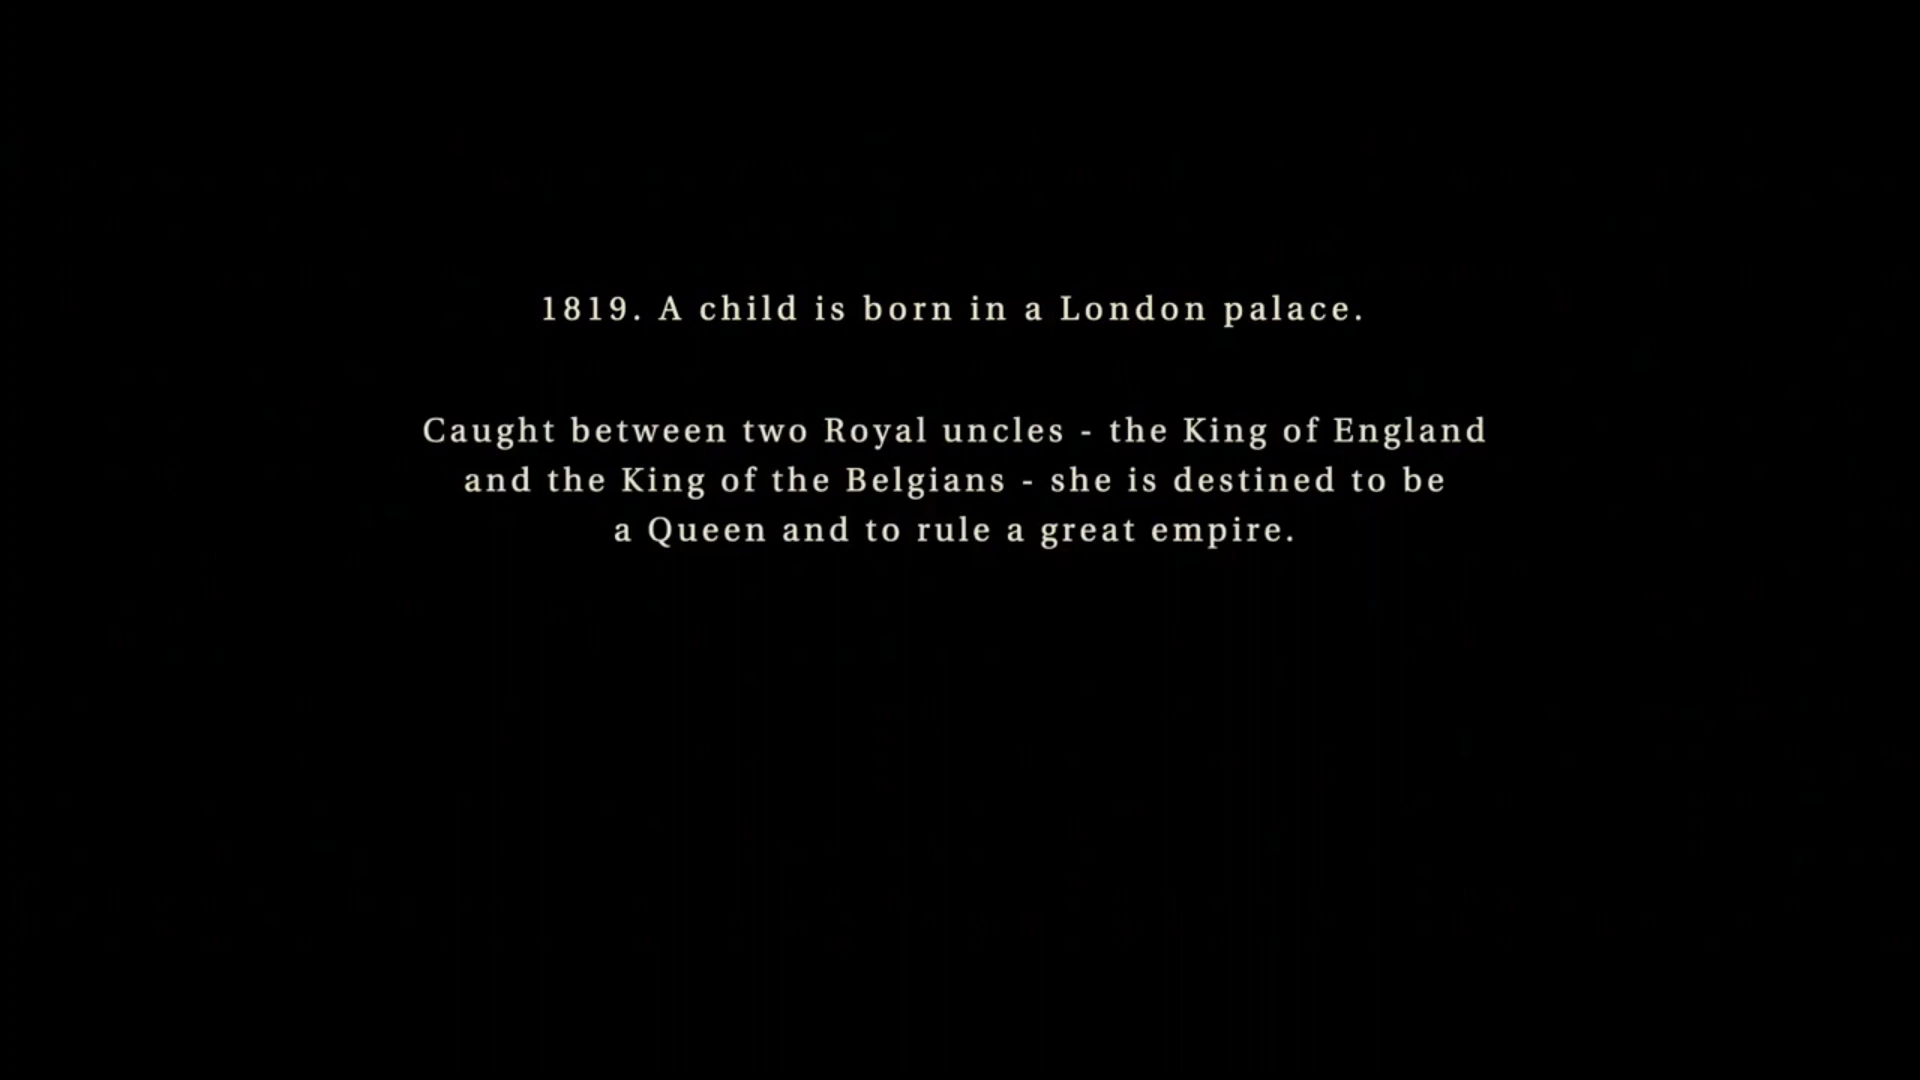 1819. A child is born in a London palace.
Caught between two Royal uncles - the King of England
and the King of the Belgians - she is destined to be
a Queen and to rule a great empire.